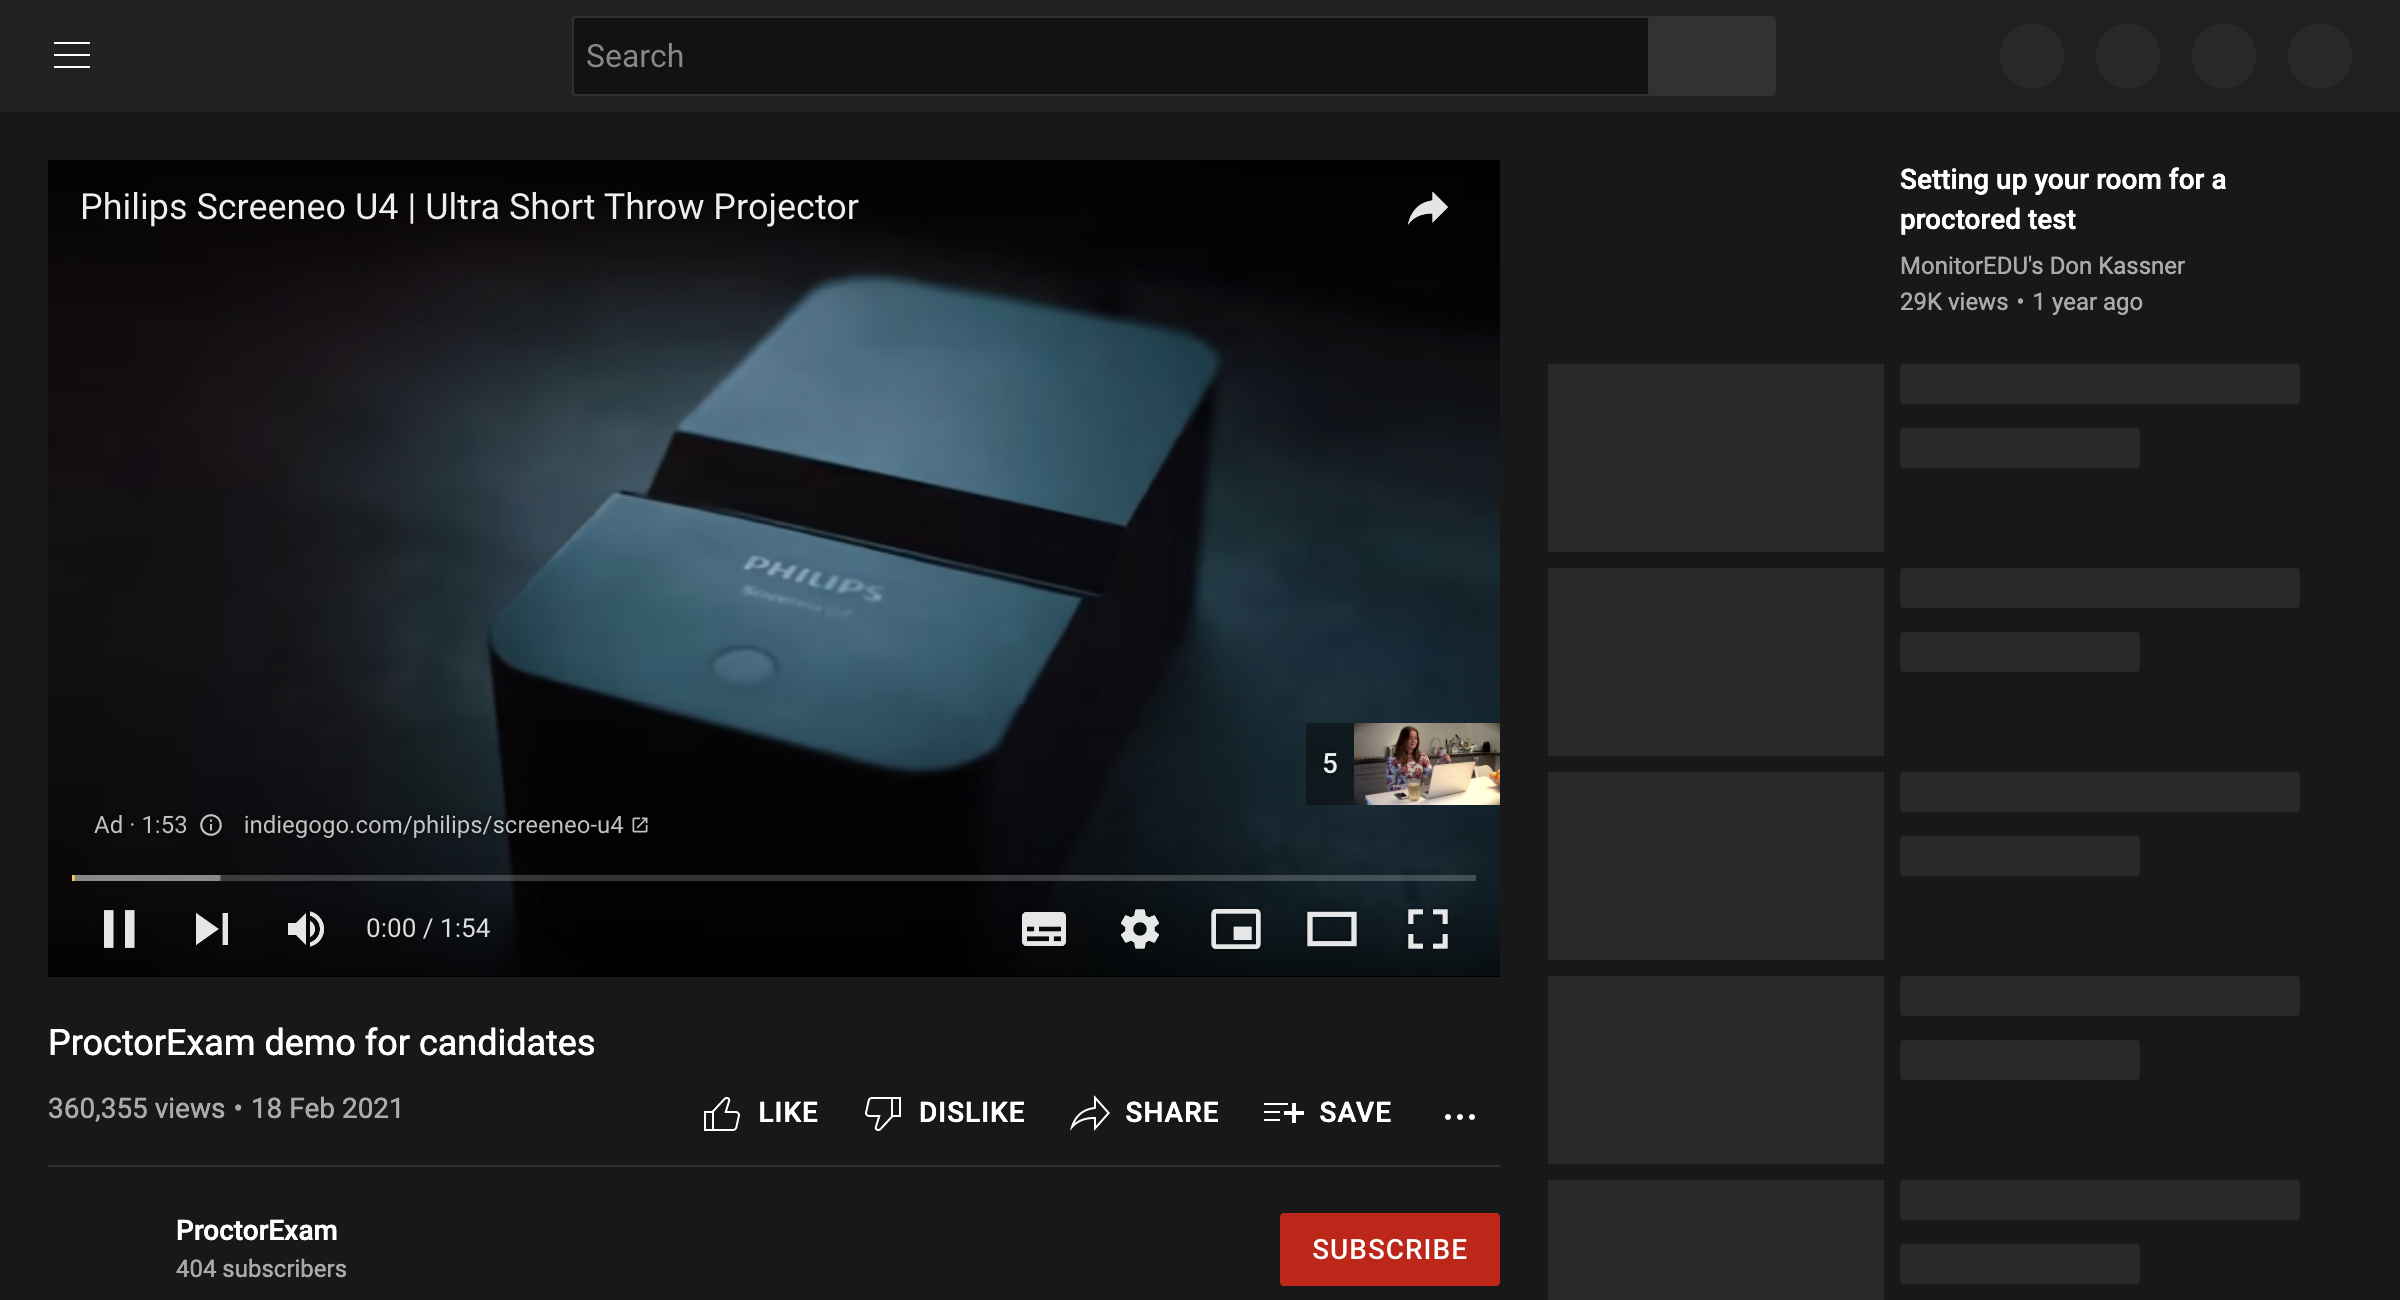 Search
Philips Screeneo U4 | Ultra Short Throw Projector
PHILIPS
Screeneo U4
5
Ad · 1:53
indiegogo.com/philips/screeneo-u4
0:00 / 1:54
ProctorExam demo for candidates
360,355 views • 18 Feb 2021
LIKE
DISLIKE
SHARE
SAVE
ProctorExam
404 subscribers
SUBSCRIBE
Setting up your room for a
proctored test
MonitorEDU's Don Kassner
29K views • 1 year ago